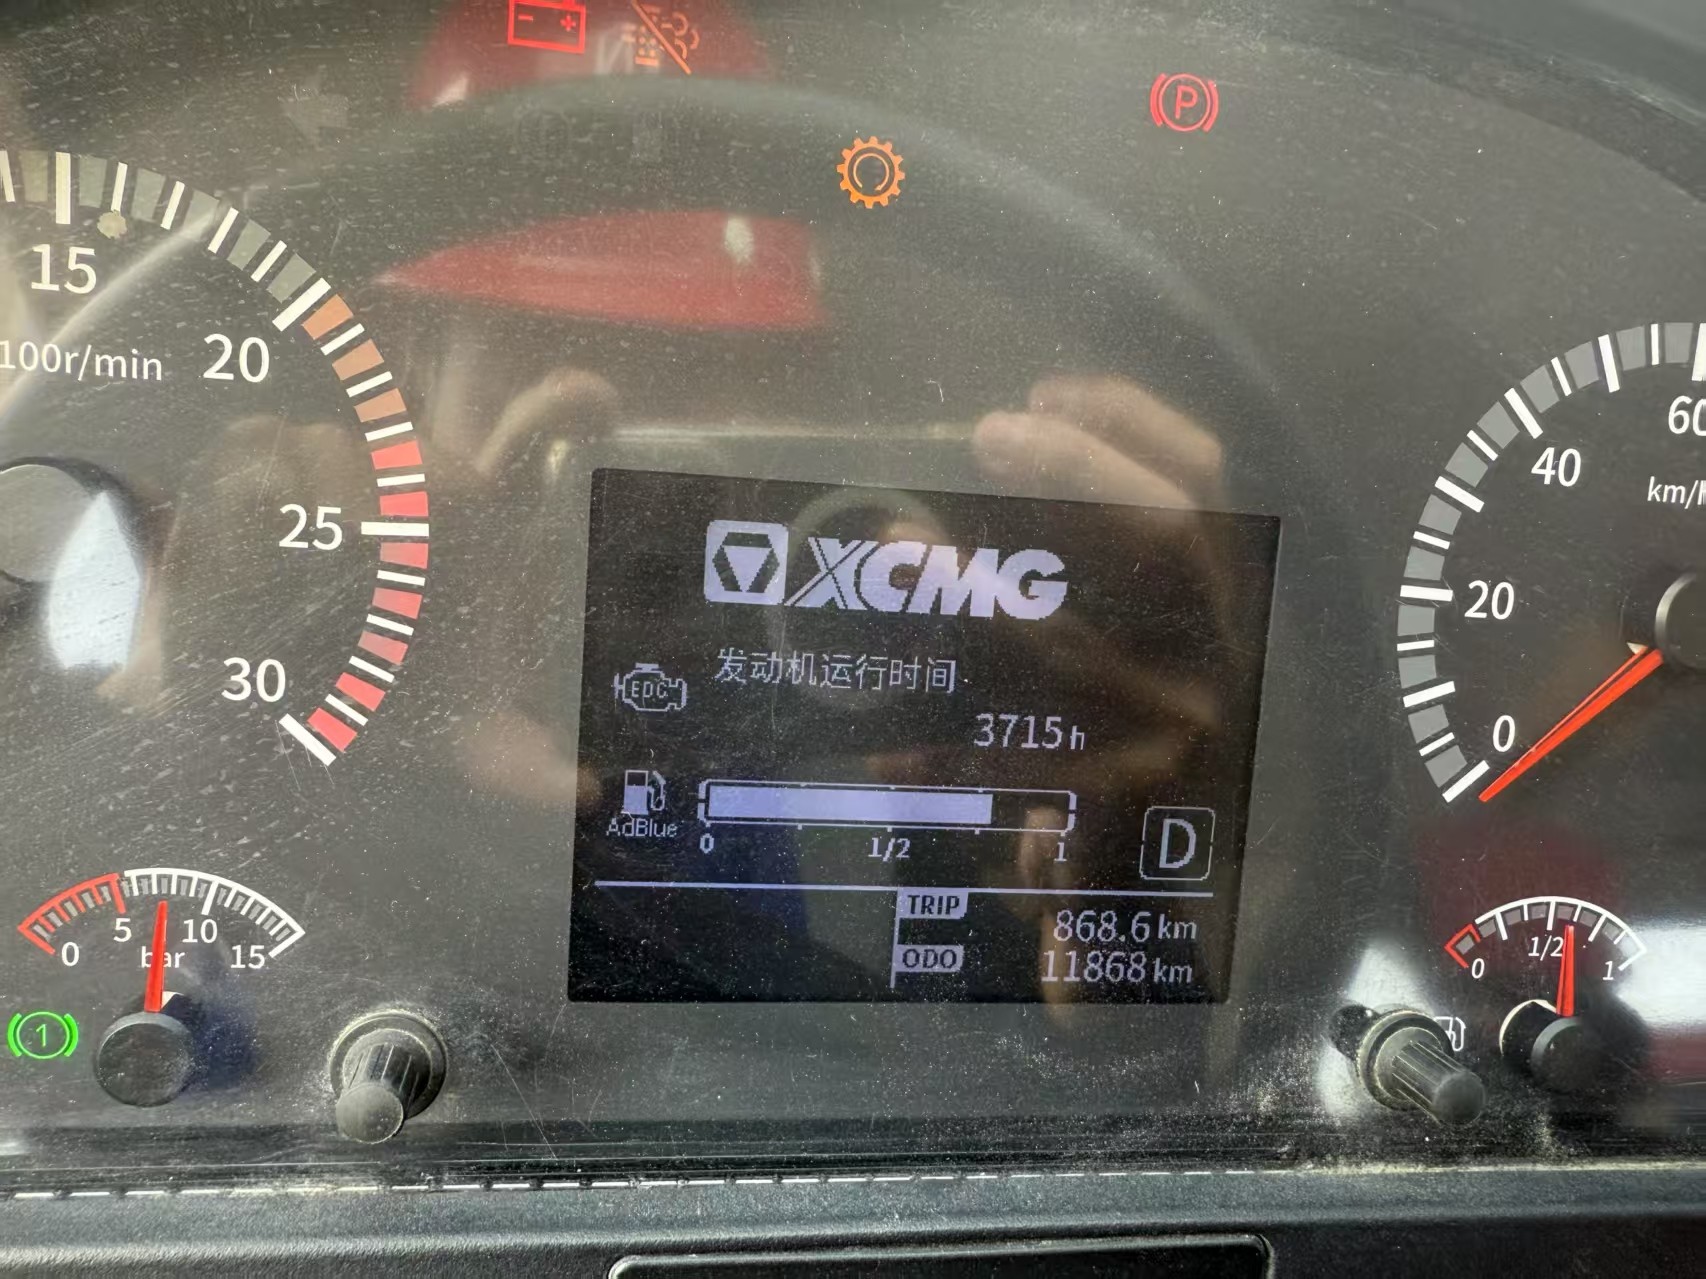 P
15
100r/min
20
25
30
60
40
km/
20
0
XCMG
发动机运行时间
EDC
3715h
AdBlue
0 1/2 1
D
TRIP 868.6km
ODO 11868km
0 5 10 15
bar
1
0 1/2 1